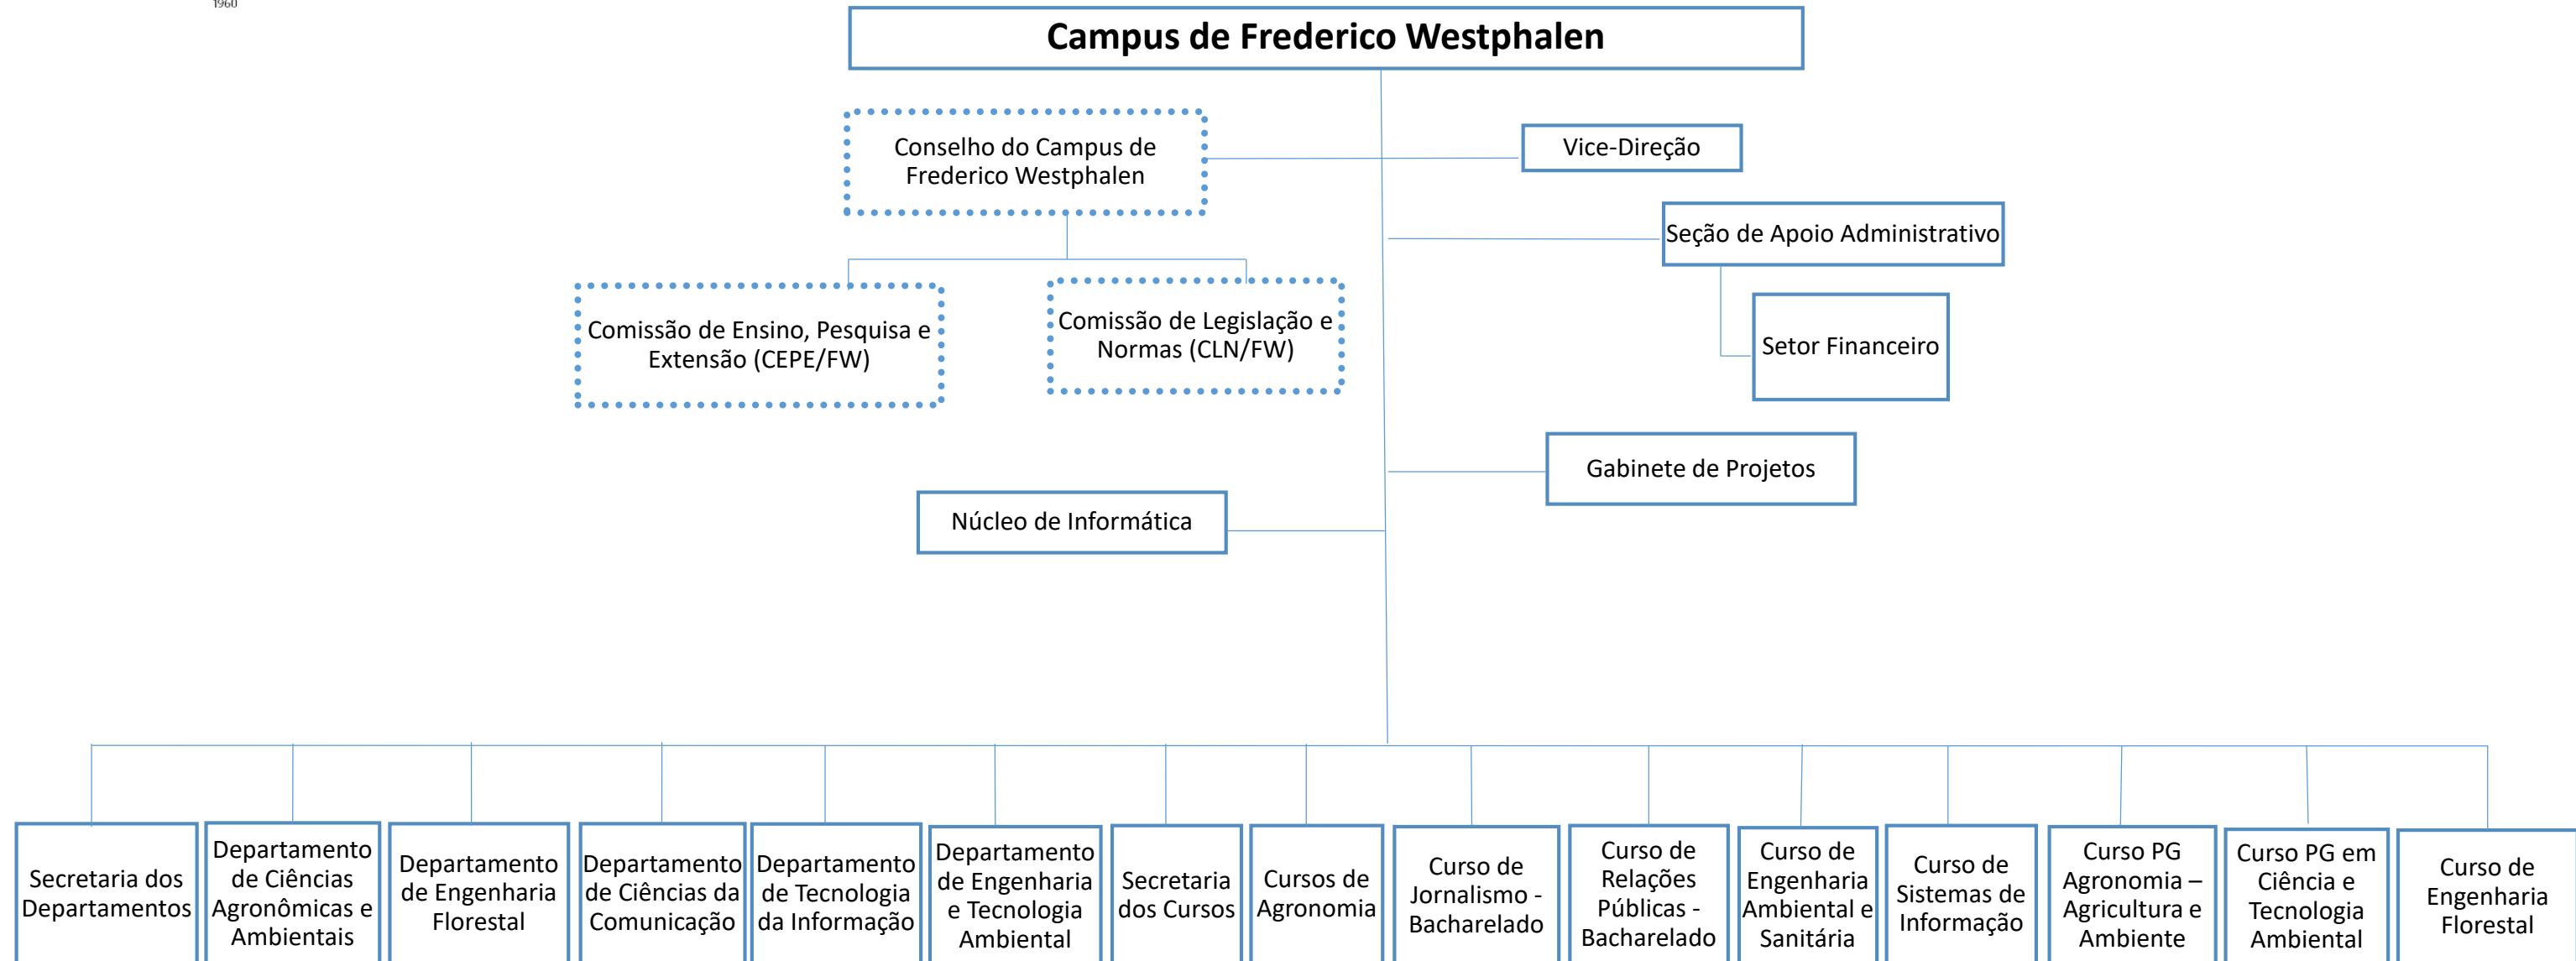 1960
Campus de Frederico Westphalen
Conselho do Campus de
Frederico Westphalen
Vice-Direção
Seção de Apoio Administrativo
Setor Financeiro
Comissão de Ensino, Pesquisa e
Extensão (CEPE/FW)
Comissão de Legislação e
Normas (CLN/FW)
Gabinete de Projetos
Núcleo de Informática
Secretaria dos
Departamentos
Departamento
de Ciências
Agronômicas e
Ambientais
Departamento
de Engenharia
Florestal
Departamento
de Ciências da
Comunicação
Departamento
de Tecnologia
da Informação
Departamento
de Engenharia
e Tecnologia
Ambiental
Secretaria
dos Cursos
Cursos de
Agronomia
Curso de
Jornalismo -
Bacharelado
Curso de
Relações
Públicas -
Bacharelado
Curso de
Engenharia
Ambiental e
Sanitária
Curso de
Sistemas de
Informação
Curso PG
Agronomia –
Agricultura e
Ambiente
Curso PG em
Ciência e
Tecnologia
Ambiental
Curso de
Engenharia
Florestal